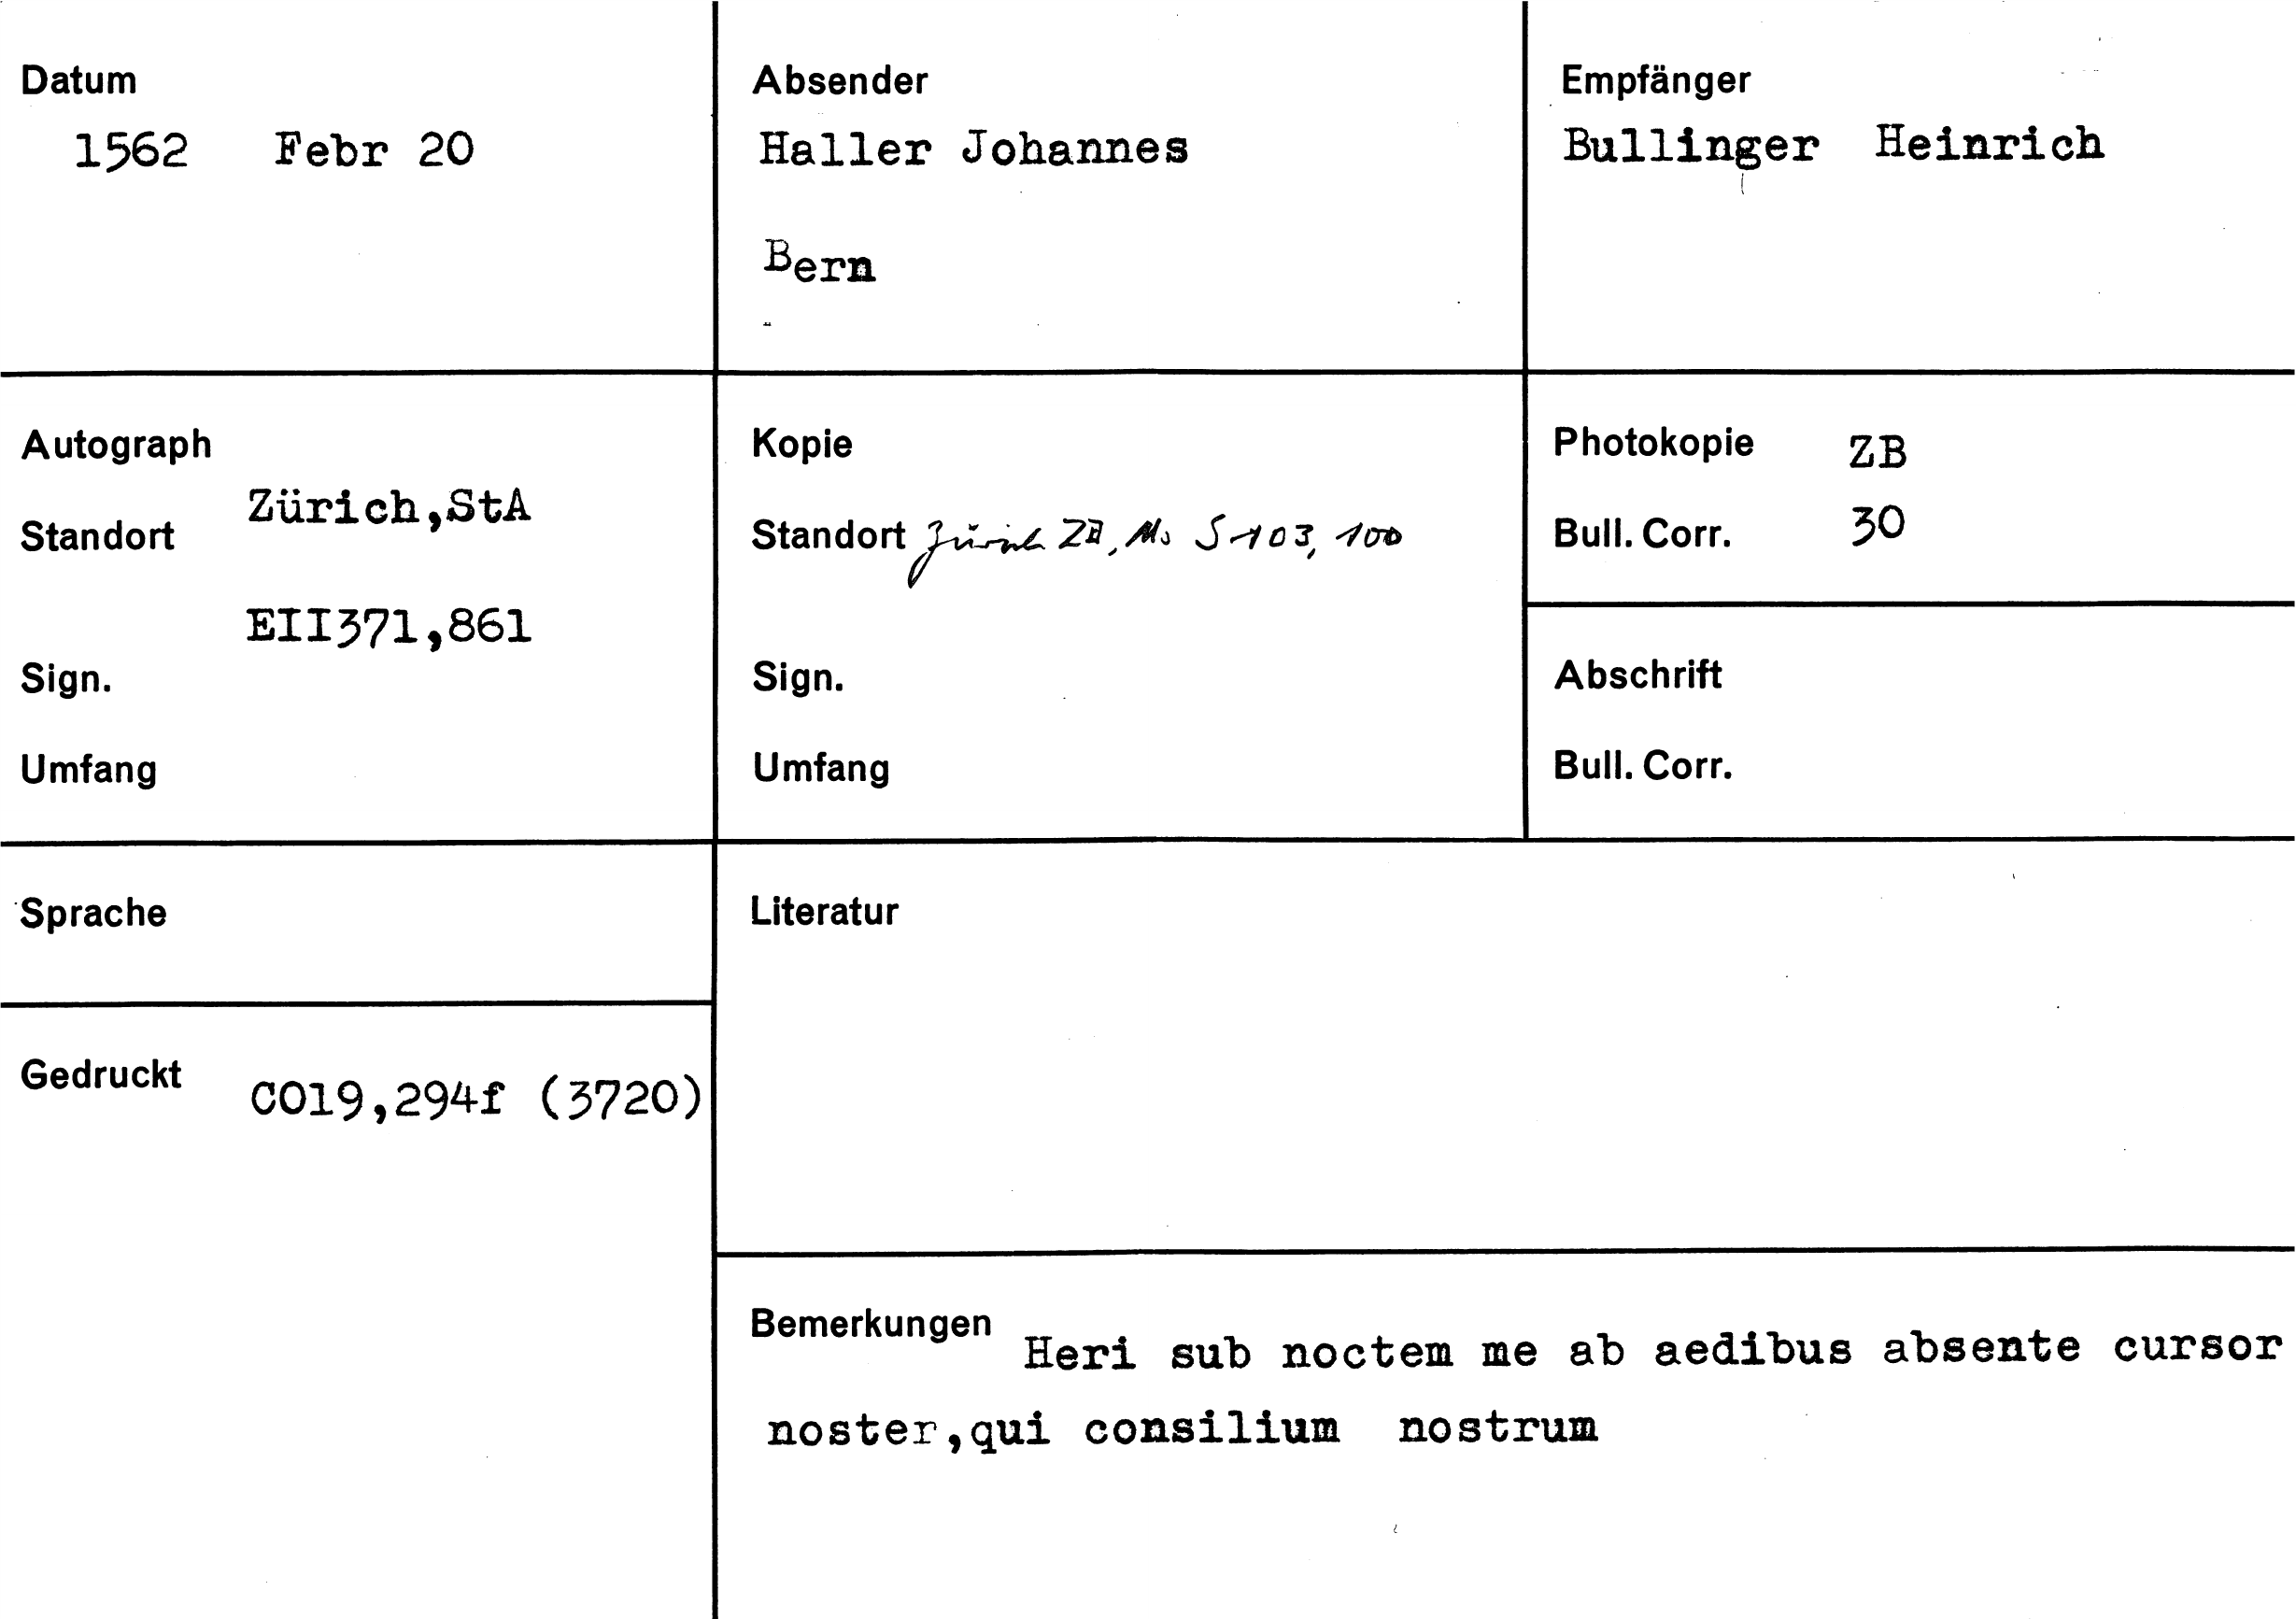 Datum
1562 Febr 20
Absender
Haller Johannes
Bern
Empfänger
Bullinger Heinrich
Autograph
Standort Zürich,StA
EII371,861
Sign.
Umfang
Kopie
Standort Zürich ZB, Ms S 103, 100
Sign.
Umfang
Photokopie ZB
Bull. Corr. 30
Abschrift
Bull. Corr.
Sprache
Gedruckt CO19,294f (3720)
Literatur
Bemerkungen Heri sub noctem me ab aedibus absente cursor
noster,qui consilium nostrum